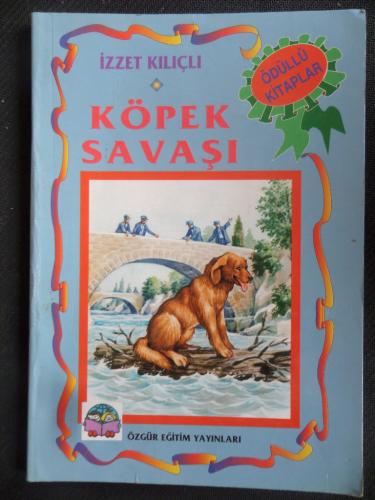 İZZET KILIÇLI
ÖDÜLLÜ
KİTAPLAR
KÖPEK
SAVAŞI
ÖZGÜR EĞİTİM YAYINLARI